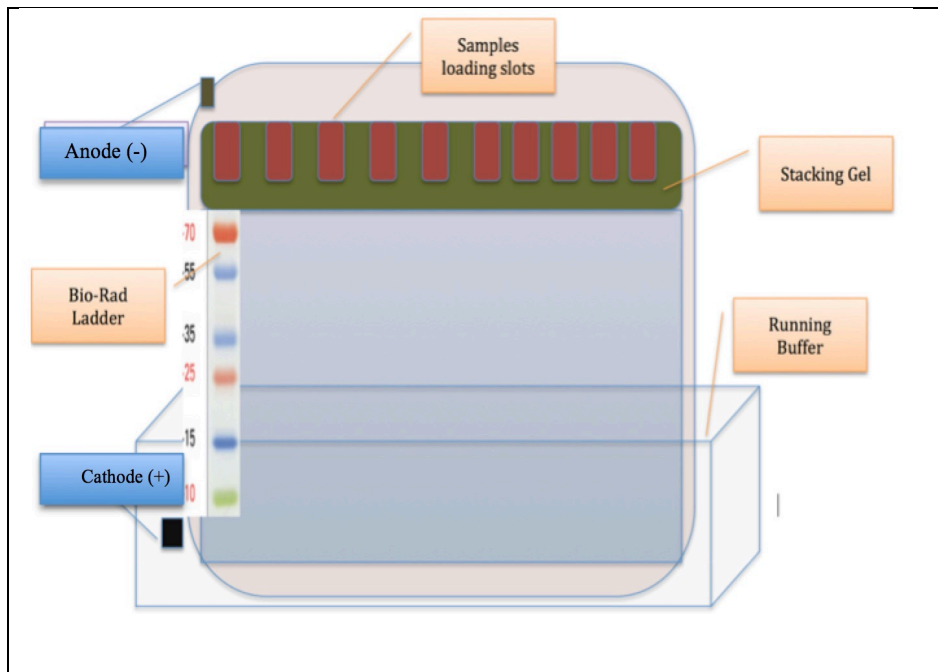 Samples
loading slots
Anode (-)
Stacking Gel
70
55
Bio-Rad
Ladder
35
Running
Buffer
25
15
Cathode (+)
10